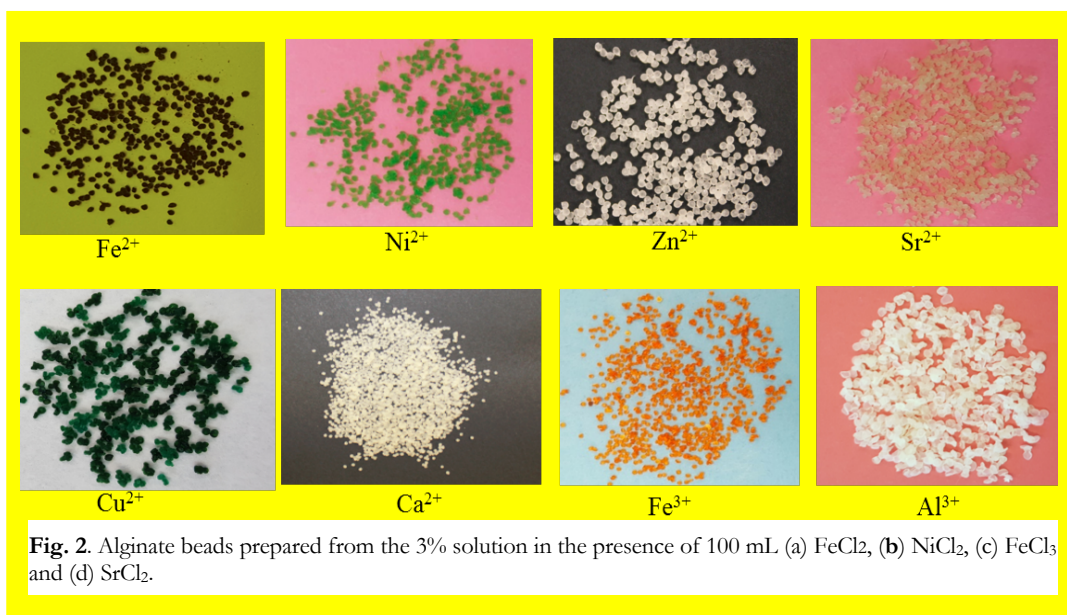 Fe²⁺ Ni²⁺ Zn²⁺ Sr²⁺
Cu²⁺ Ca²⁺ Fe³⁺ Al³⁺
Fig. 2. Alginate beads prepared from the 3% solution in the presence of 100 mL (a) FeCl2, (b) NiCl₂, (c) FeCl₃
and (d) SrCl₂.